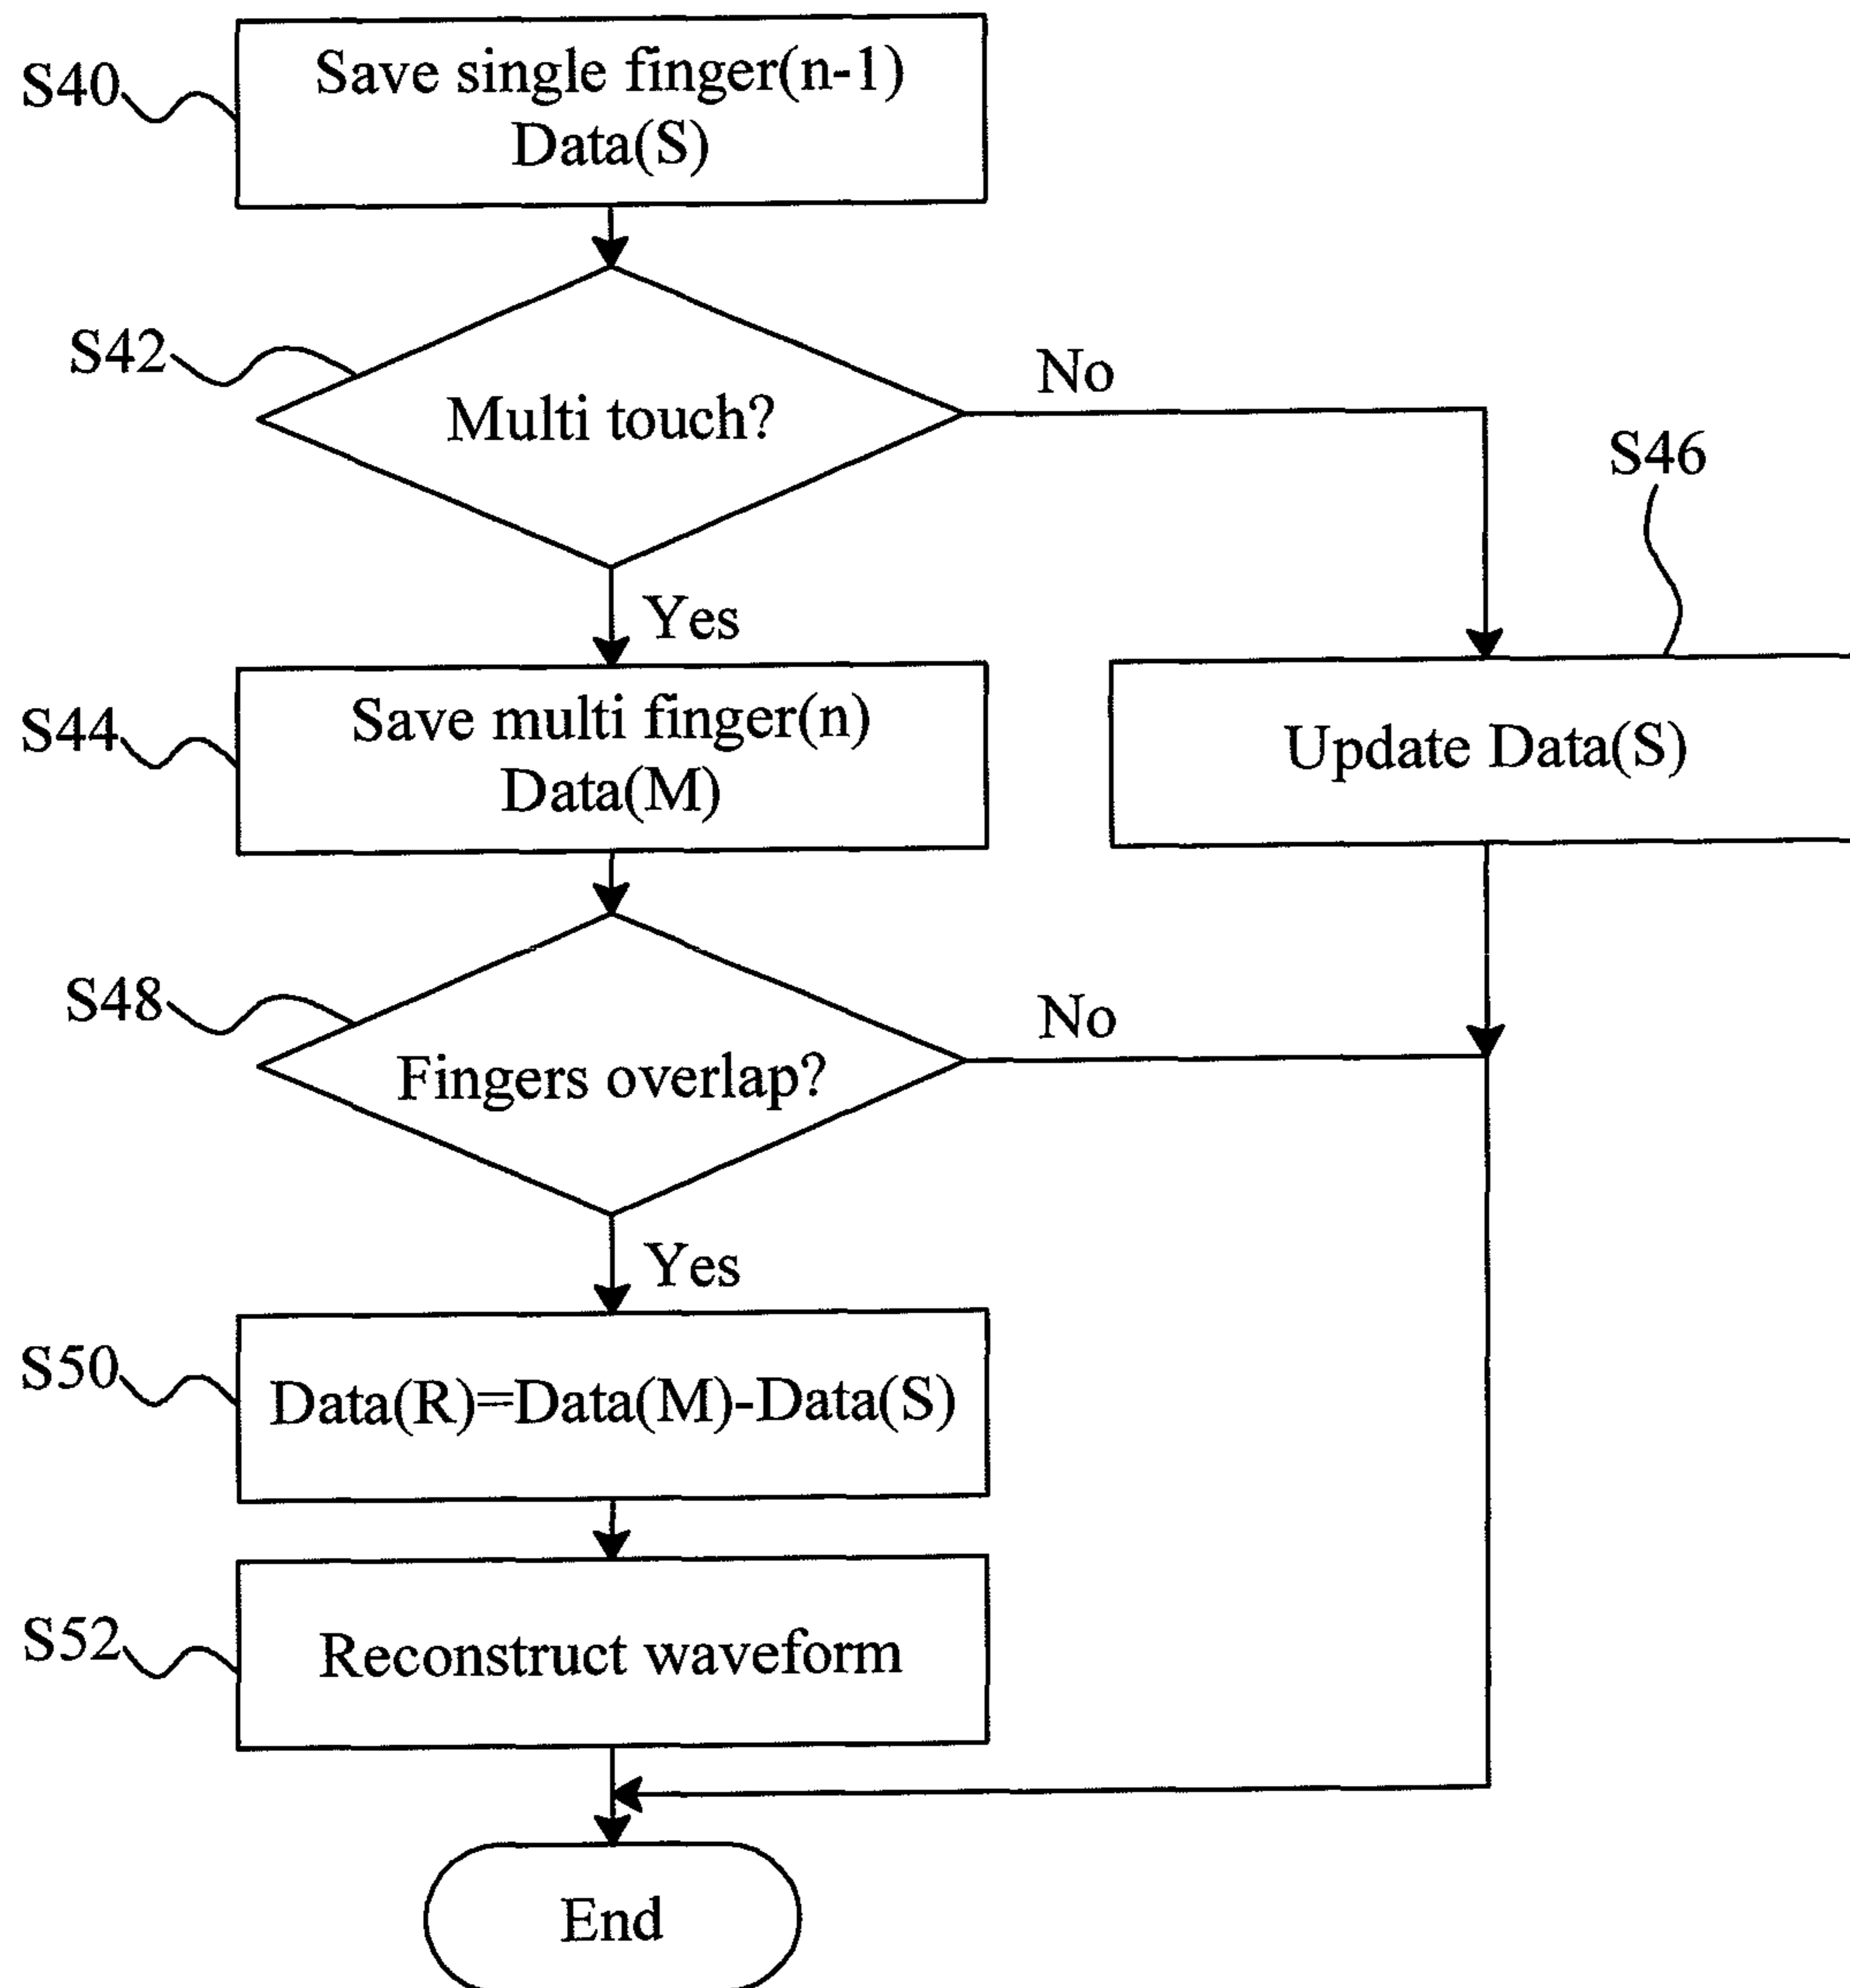 S40
Save single finger(n-1)
Data(S)
S42
Multi touch?
No
S46
Yes
S44
Save multi finger(n)
Data(M)
Update Data(S)
S48
Fingers overlap?
No
Yes
S50
Data(R)=Data(M)-Data(S)
S52
Reconstruct waveform
End